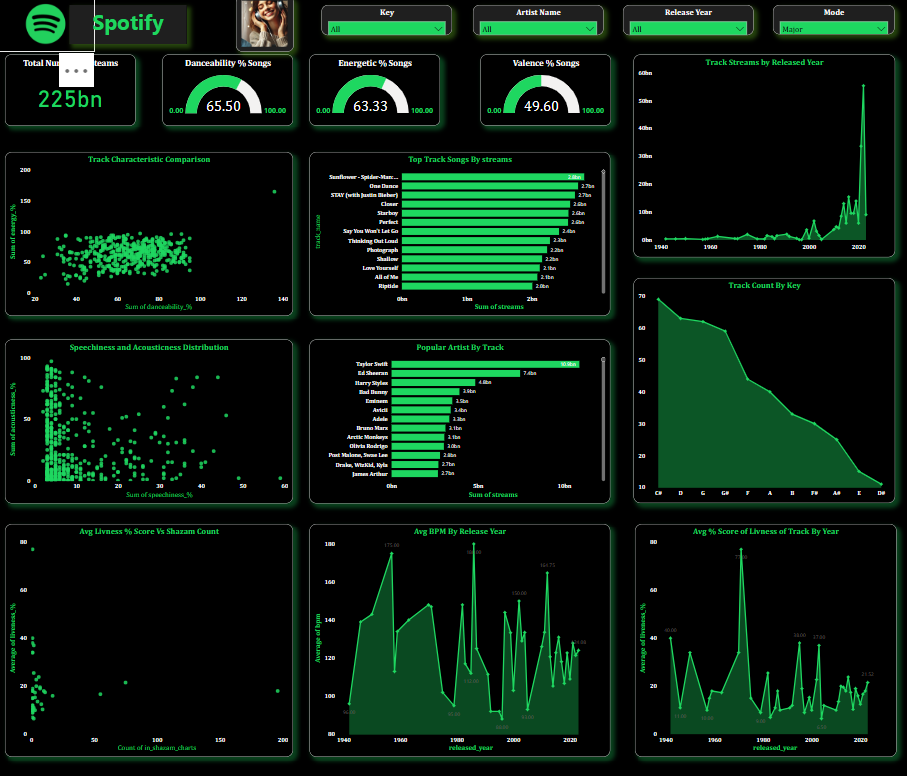 Spotify
Key
All
Artist Name
All
Release Year
All
Mode
Major
225bn
Danceability % Songs
0.00 65.50 100.00
Energetic % Songs
0.00 63.33 100.00
Valence % Songs
0.00 49.60 100.00
Track Streams by Released Year
60bn
50bn
40bn
30bn
20bn
10bn
0bn
1940 1960 1980 2000 2020
Track Characteristic Comparison
Sum of energy_%
200
150
100
50
0
20 40 60 80 100 120 140
Sum of danceability_%
Top Track Songs By streams
track_name
Sunflower - Spider-Man:... 2.8bn
One Dance 2.7bn
STAY (with Justin Bieber) 2.7bn
Closer 2.6bn
Starboy 2.6bn
Perfect 2.6bn
Say You Won't Let Go 2.4bn
Thinking Out Loud 2.3bn
Photograph 2.2bn
Shallow 2.2bn
Love Yourself 2.1bn
All of Me 2.1bn
Riptide 2.0bn
0bn 1bn 2bn
Sum of streams
Track Count By Key
70
60
50
40
30
20
10
C# D G G# F A B F# A# E D#
Speechiness and Acousticness Distribution
Sum of acousticness_%
100
50
0
0 10 20 30 40 50 60
Sum of speechiness_%
Popular Artist By Track
Taylor Swift 10.9bn
Ed Sheeran 7.4bn
Harry Styles 4.8bn
Bad Bunny 3.9bn
Eminem 3.5bn
Avicii 3.4bn
Adele 3.3bn
Bruno Mars 3.1bn
Arctic Monkeys 3.1bn
Olivia Rodrigo 3.0bn
Post Malone, Swae Lee 2.8bn
Drake, WizKid, Kyla 2.7bn
James Arthur 2.7bn
0bn 5bn 10bn
Sum of streams
Avg Livness % Score Vs Shazam Count
Average of liveness_%
80
60
40
20
0
0 50 100 150 200
Count of in_shazam_charts
Avg BPM By Release Year
Average of bpm
180
160
140
120
100
80
175.00
150.00
1940 1960 1980 2000 2020
released_year
Avg % Score of Livness of Track By Year
Average of liveness_%
80
60
40
20
0
40.00
1940 1960 1980 2000 2020
released_year